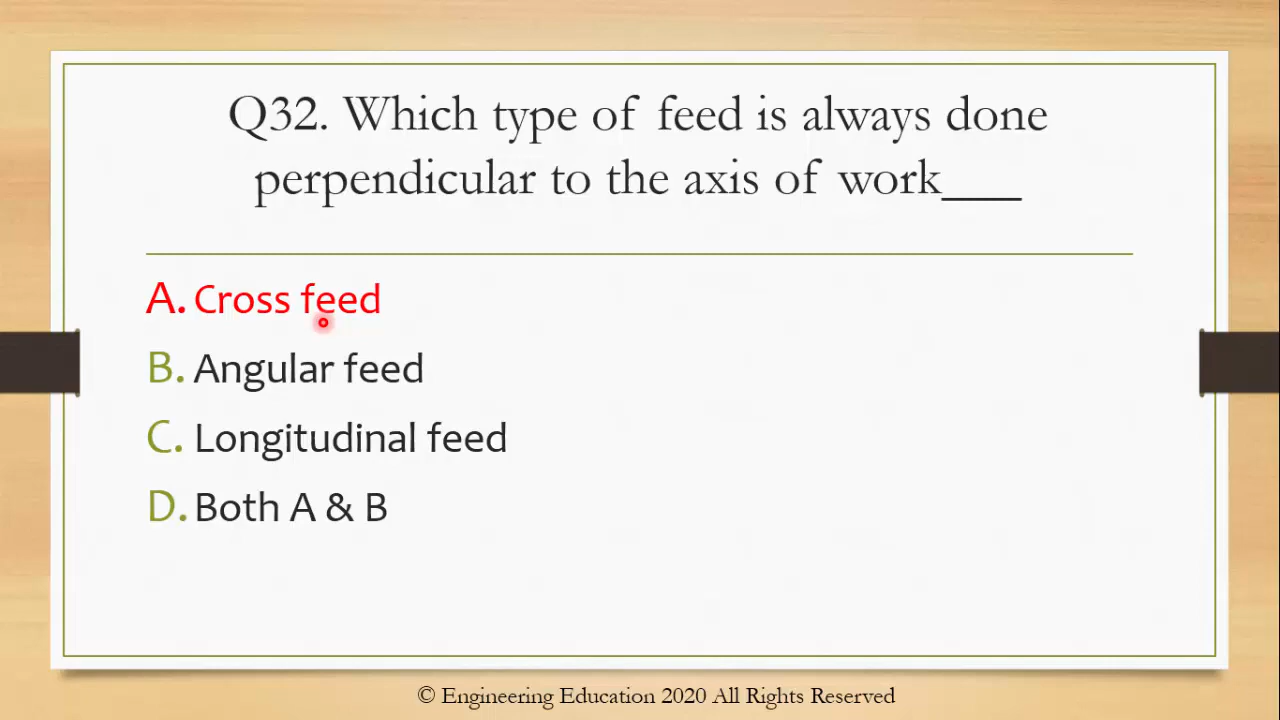 Q32. Which type of feed is always done
perpendicular to the axis of work___
A. Cross feed
B. Angular feed
C. Longitudinal feed
D. Both A & B
© Engineering Education 2020 All Rights Reserved